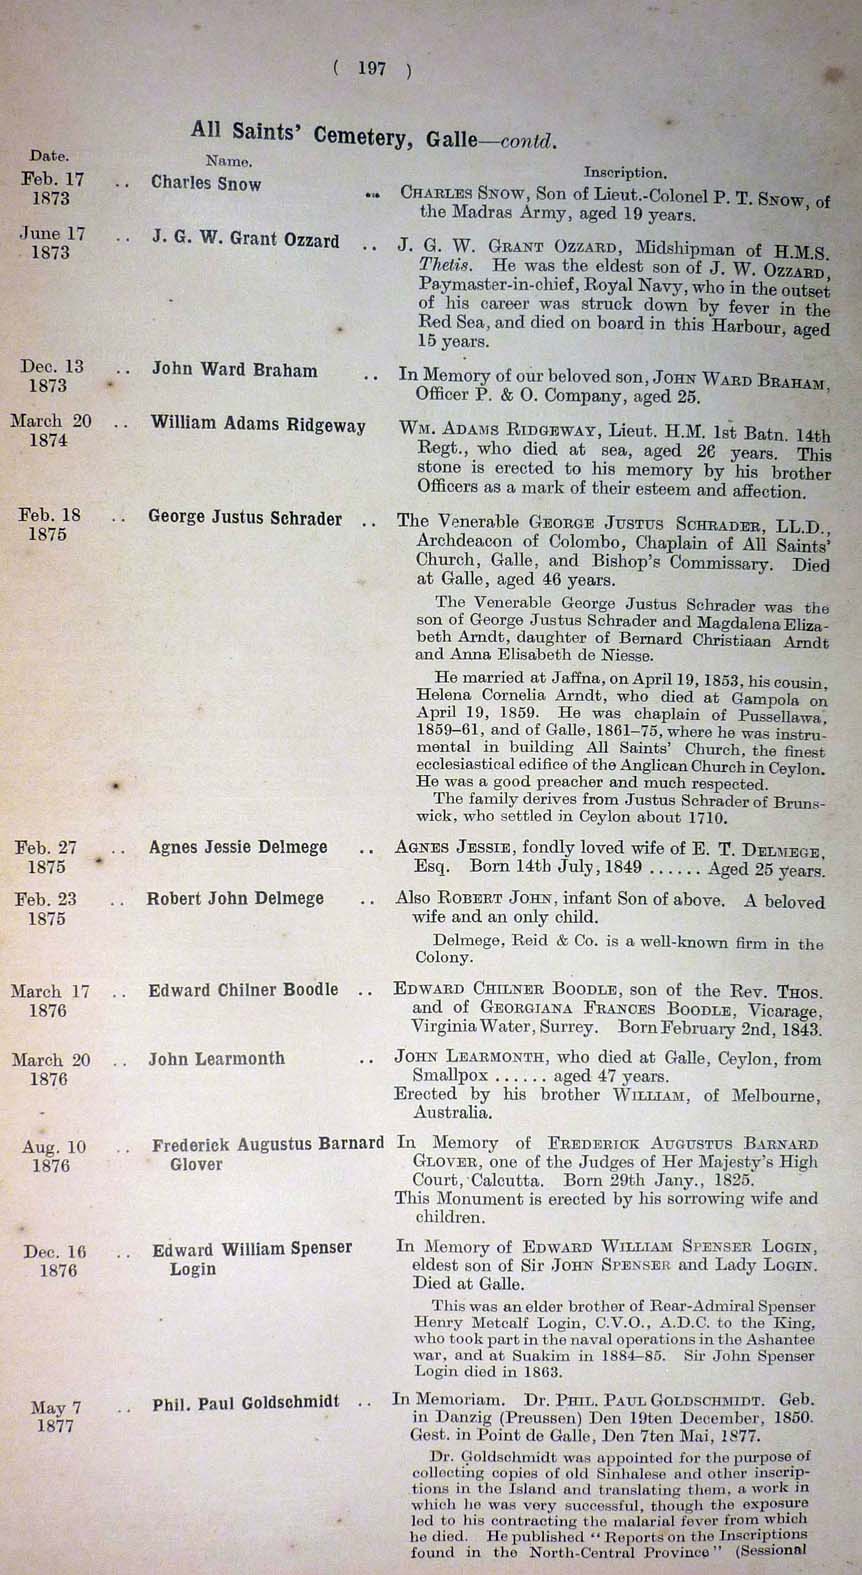 ( 197 )
All Saints' Cemetery, Galle—contd.
Date. Name. Inscription.
Feb. 17 1873 .. Charles Snow ... CHARLES SNOW, Son of Lieut.-Colonel P. T. SNOW, of
the Madras Army, aged 19 years.
June 17 1873 .. J. G. W. Grant Ozzard .. J. G. W. GRANT OZZARD, Midshipman of H.M.S.
Thetis. He was the eldest son of J. W. OZZARD,
Paymaster-in-chief, Royal Navy, who in the outset
of his career was struck down by fever in the
Red Sea, and died on board in this Harbour, aged
15 years.
Dec. 13 1873 .. John Ward Braham .. In Memory of our beloved son, JOHN WARD BRAHAM,
Officer P. & O. Company, aged 25.
March 20 1874 .. William Adams Ridgeway WM. ADAMS RIDGEWAY, Lieut. H.M. 1st Batn. 14th
Regt., who died at sea, aged 26 years. This
stone is erected to his memory by his brother
Officers as a mark of their esteem and affection.
Feb. 18 1875 .. George Justus Schrader .. The Venerable GEORGE JUSTUS SCHRADER, LL.D.,
Archdeacon of Colombo, Chaplain of All Saints'
Church, Galle, and Bishop's Commissary. Died
at Galle, aged 46 years.
The Venerable George Justus Schrader was the
son of George Justus Schrader and Magdalena Eliza-
beth Arndt, daughter of Bernard Christiaan Arndt
and Anna Elisabeth de Niesse.
He married at Jaffna, on April 19, 1853, his cousin,
Helena Cornelia Arndt, who died at Gampola on
April 19, 1859. He was chaplain of Pussellawa,
1859–61, and of Galle, 1861–75, where he was instru-
mental in building All Saints' Church, the finest
ecclesiastical edifice of the Anglican Church in Ceylon.
He was a good preacher and much respected.
The family derives from Justus Schrader of Bruns-
wick, who settled in Ceylon about 1710.
Feb. 27 1875 .. Agnes Jessie Delmege .. AGNES JESSIE, fondly loved wife of E. T. DELMEGE,
Esq. Born 14th July, 1849 ...... Aged 25 years.
Feb. 23 1875 .. Robert John Delmege .. Also ROBERT JOHN, infant Son of above. A beloved
wife and an only child.
Delmege, Reid & Co. is a well-known firm in the
Colony.
March 17 1876 .. Edward Chilner Boodle .. EDWARD CHILNER BOODLE, son of the Rev. THOS.
and of GEORGIANA FRANCES BOODLE, Vicarage,
Virginia Water, Surrey. Born February 2nd, 1843.
March 20 1876 .. John Learmonth .. JOHN LEARMONTH, who died at Galle, Ceylon, from
Smallpox ...... aged 47 years.
Erected by his brother WILLIAM, of Melbourne,
Australia.
Aug. 10 1876 .. Frederick Augustus Barnard Glover In Memory of FREDERICK AUGUSTUS BARNARD
GLOVER, one of the Judges of Her Majesty's High
Court, Calcutta. Born 29th Jany., 1825.
This Monument is erected by his sorrowing wife and
children.
Dec. 16 1876 .. Edward William Spenser Login In Memory of EDWARD WILLIAM SPENSER LOGIN,
eldest son of Sir JOHN SPENSER and Lady LOGIN.
Died at Galle.
This was an elder brother of Rear-Admiral Spenser
Henry Metcalf Login, C.V.O., A.D.C. to the King,
who took part in the naval operations in the Ashantee
war, and at Suakim in 1884–85. Sir John Spenser
Login died in 1863.
May 7 1877 .. Phil. Paul Goldschmidt .. In Memoriam. Dr. PHIL. PAUL GOLDSCHMIDT. Geb.
in Danzig (Preussen) Den 19ten December, 1850.
Gest. in Point de Galle, Den 7ten Mai, 1877.
Dr. Goldschmidt was appointed for the purpose of
collecting copies of old Sinhalese and other inscrip-
tions in the Island and translating them, a work in
which he was very successful, though the exposure
led to his contracting the malarial fever from which
he died. He published "Reports on the Inscriptions
found in the North-Central Province" (Sessional